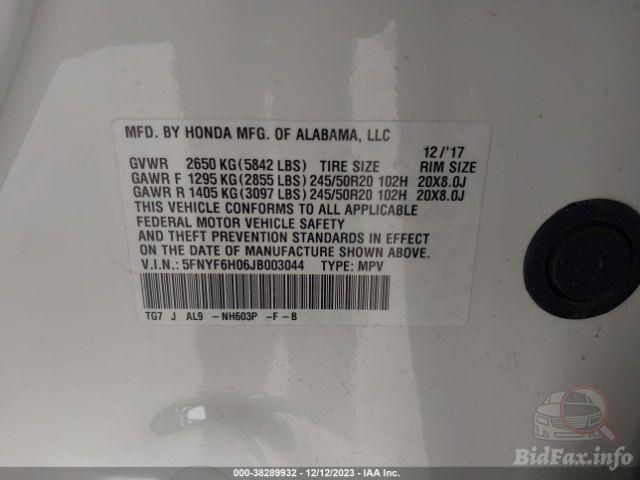 MFD. BY HONDA MFG. OF ALABAMA, LLC
12/'17
GVWR 2650 KG (5842 LBS) TIRE SIZE RIM SIZE
GAWR F 1295 KG (2855 LBS) 245/50R20 102H 20X8.0J
GAWR R 1405 KG (3097 LBS) 245/50R20 102H 20X8.0J
THIS VEHICLE CONFORMS TO ALL APPLICABLE
FEDERAL MOTOR VEHICLE SAFETY
AND THEFT PREVENTION STANDARDS IN EFFECT
ON THE DATE OF MANUFACTURE SHOWN ABOVE.
V.I.N.: 5FNYF6H06JB003044 TYPE: MPV
TG7 J AL9 - NH603P - F - B
BidFax.info
000-38289932 - 12/12/2023 - IAA Inc.